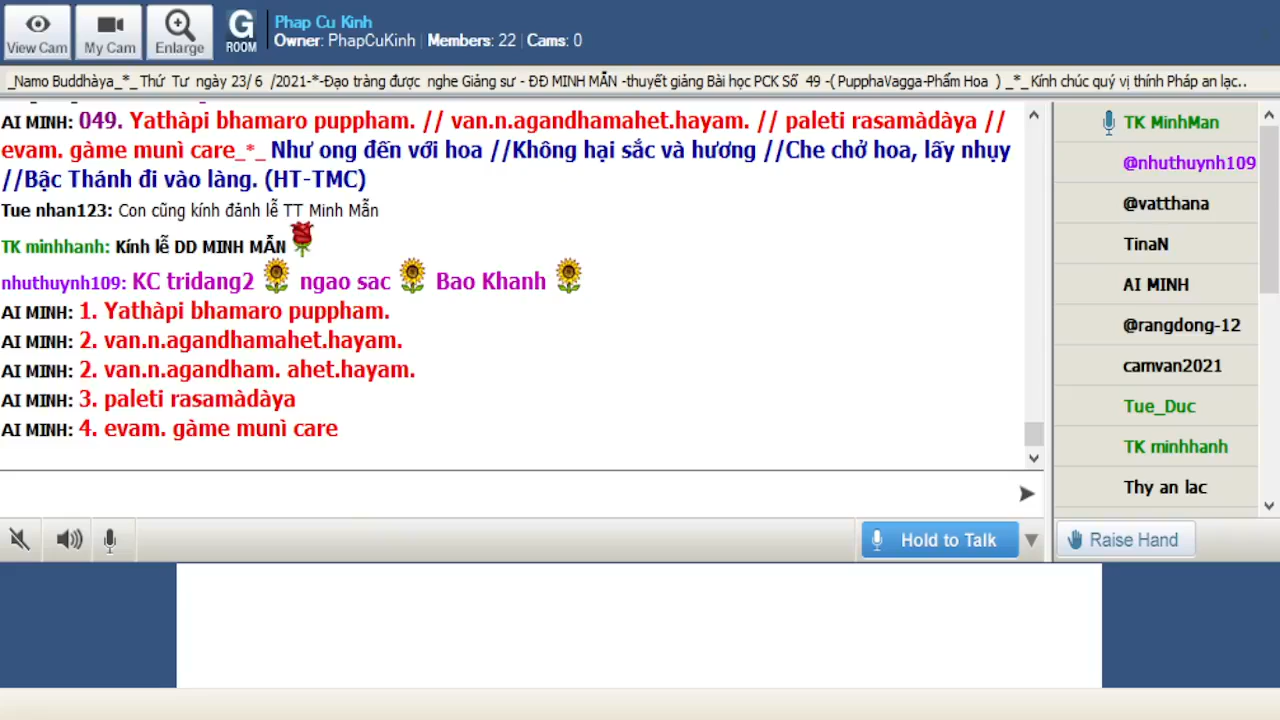 View Cam
My Cam
Enlarge
G
ROOM
Phap Cu Kinh
Owner: PhapCuKinh | Members: 22 | Cams: 0
_Namo Buddhàya_*_Thứ Tư ngày 23/ 6 /2021-*-Đạo tràng được nghe Giảng sư - ĐĐ MINH MẪN -thuyết giảng Bài học PCK Số 49 -( PupphaVagga-Phẩm Hoa ) _*_Kính chúc quý vị thính Pháp an lạc..
AI MINH: 049. Yathàpi bhamaro puppham. // van.n.agandhamahet.hayam. // paleti rasamàdàya //
evam. gàme munì care_*_ Như ong đến với hoa //Không hại sắc và hương //Che chở hoa, lấy nhụy
//Bậc Thánh đi vào làng. (HT-TMC)
Tue nhan123: Con cũng kính đảnh lễ TT Minh Mẫn
TK minhhanh: Kính lễ DD MINH MẪN
nhuthuynh109: KC tridang2 ngao sac Bao Khanh
AI MINH: 1. Yathàpi bhamaro puppham.
AI MINH: 2. van.n.agandhamahet.hayam.
AI MINH: 2. van.n.agandham. ahet.hayam.
AI MINH: 3. paleti rasamàdàya
AI MINH: 4. evam. gàme munì care
TK MinhMan
@nhuthuynh109
@vatthana
TinaN
AI MINH
@rangdong-12
camvan2021
Tue_Duc
TK minhhanh
Thy an lac
Hold to Talk
Raise Hand